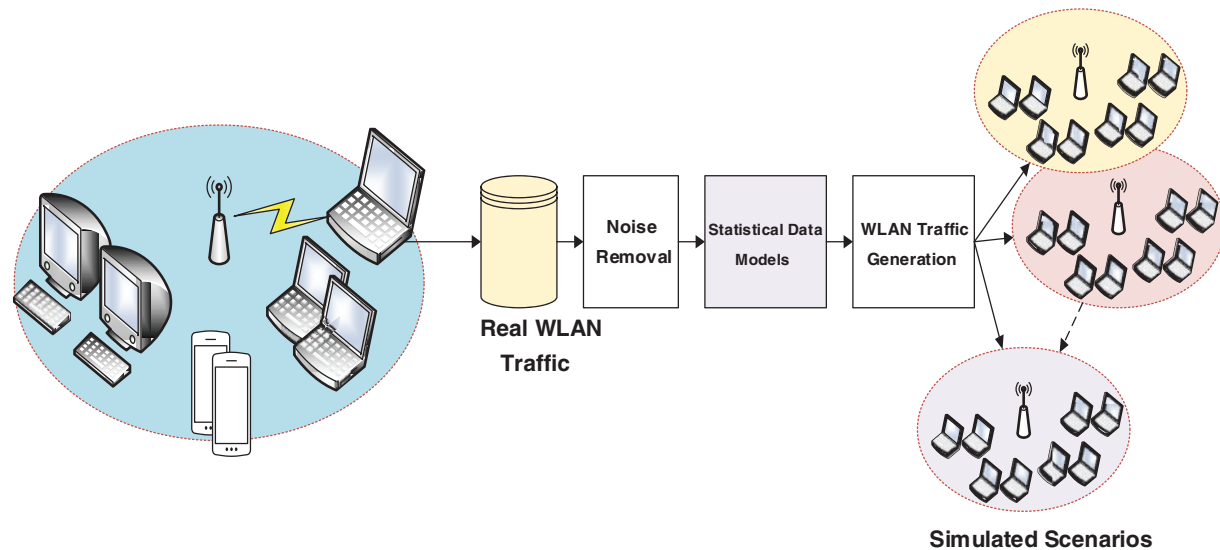 Real WLAN
Traffic
Noise
Removal
Statistical Data
Models
WLAN Traffic
Generation
Simulated Scenarios